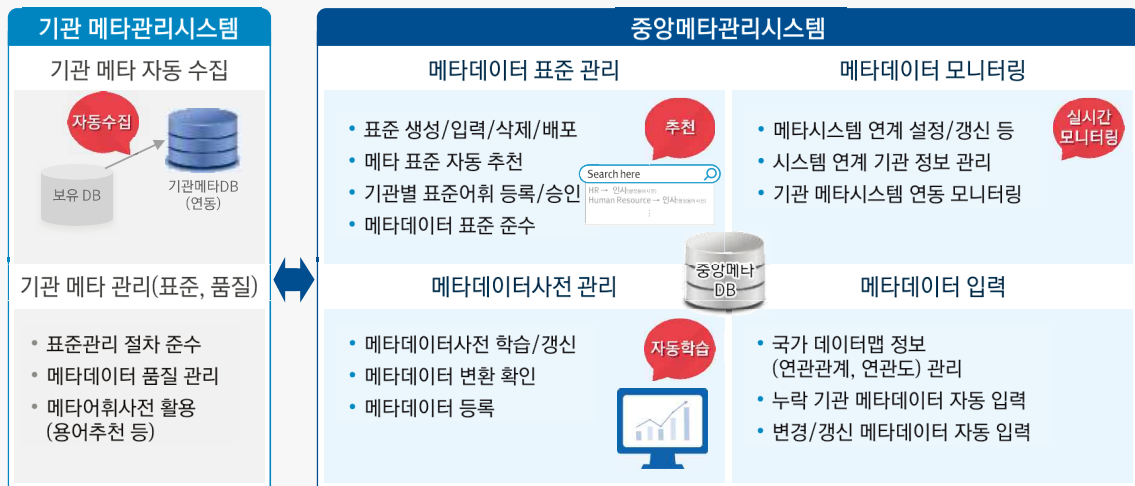 기관 메타관리시스템
기관 메타 자동 수집
자동수집
보유 DB
기관메타DB
(연동)
기관 메타 관리(표준, 품질)
• 표준관리 절차 준수
• 메타데이터 품질 관리
• 메타어휘사전 활용
(용어추천 등)
중앙메타관리시스템
메타데이터 표준 관리
• 표준 생성/입력/삭제/배포
• 메타 표준 자동 추천
• 기관별 표준어휘 등록/승인
• 메타데이터 표준 준수
추천
Search here
HR → 인사
Human Resource → 인사
⋮
메타데이터 모니터링
• 메타시스템 연계 설정/갱신 등
• 시스템 연계 기관 정보 관리
• 기관 메타시스템 연동 모니터링
실시간
모니터링
중앙메타
DB
메타데이터사전 관리
• 메타데이터사전 학습/갱신
• 메타데이터 변환 확인
• 메타데이터 등록
자동학습
메타데이터 입력
• 국가 데이터맵 정보
(연관관계, 연관도) 관리
• 누락 기관 메타데이터 자동 입력
• 변경/갱신 메타데이터 자동 입력